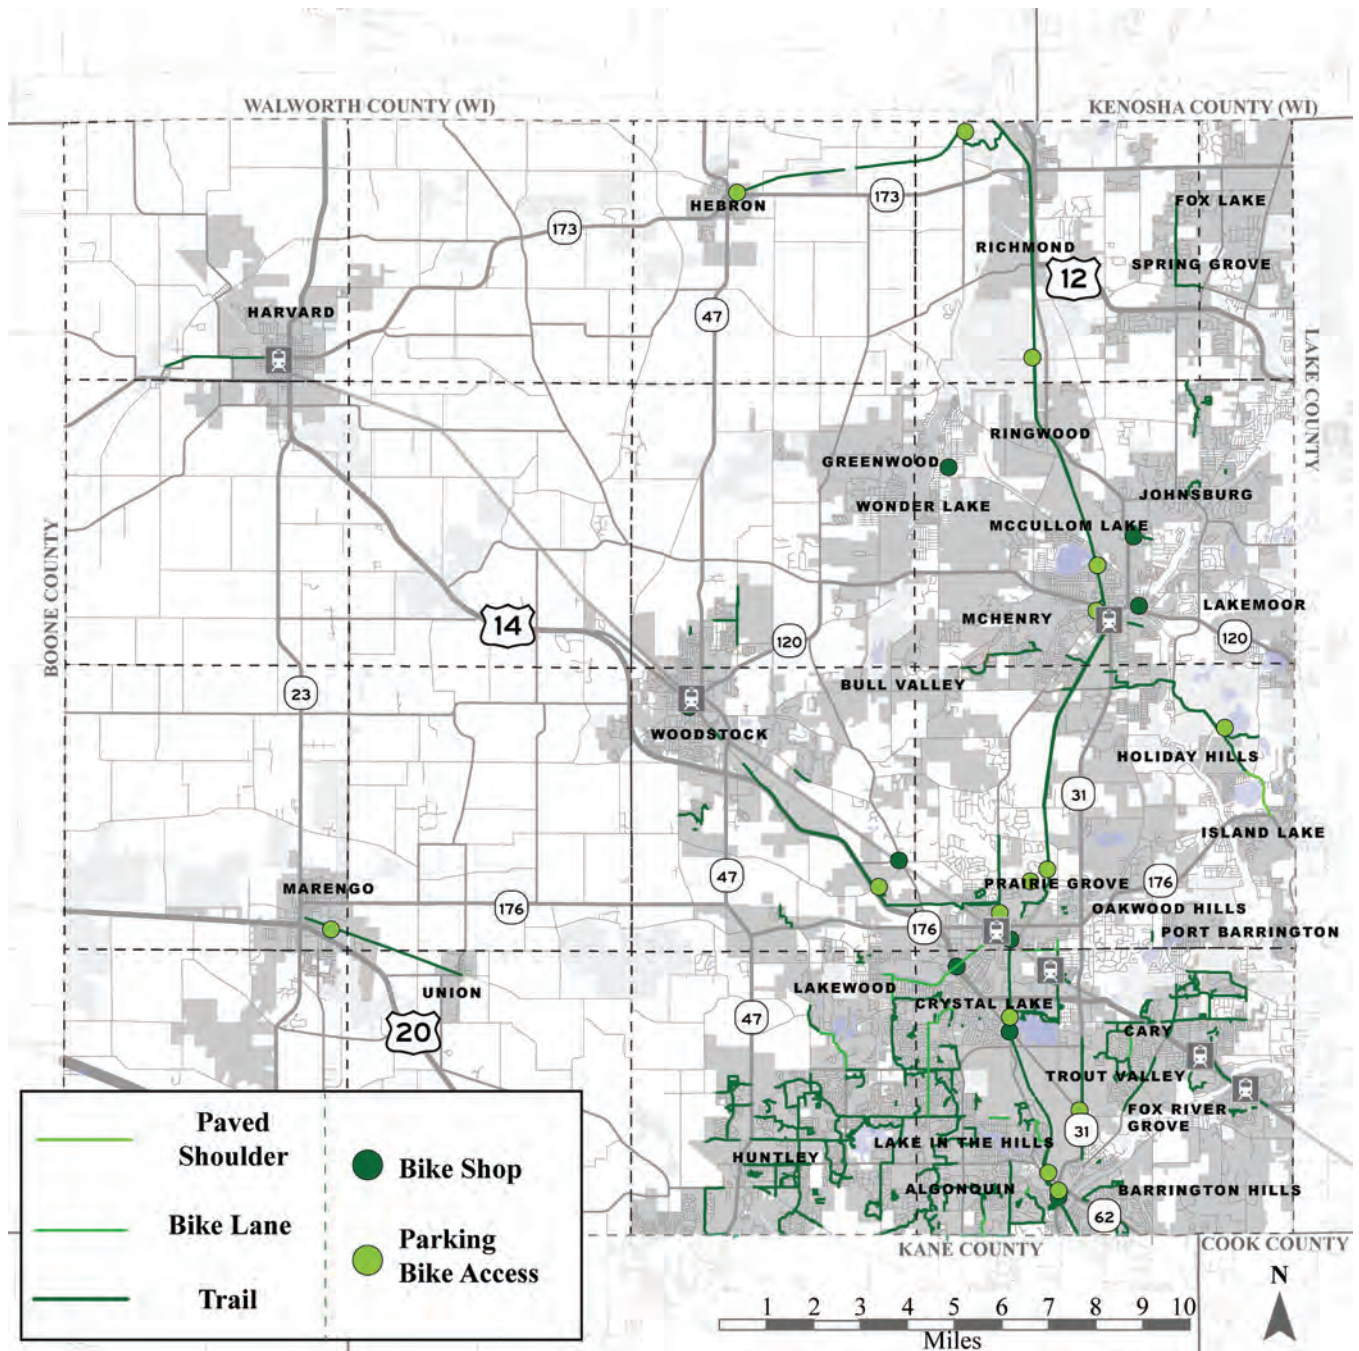 WALWORTH COUNTY (WI)
KENOSHA COUNTY (WI)
HEBRON
173
173
FOX LAKE
RICHMOND
SPRING GROVE
12
HARVARD
47
LAKE COUNTY
RINGWOOD
GREENWOOD
WONDER LAKE
JOHNSBURG
MCCULLOM LAKE
BOONE COUNTY
14
MCHENRY
LAKEMOOR
120
120
BULL VALLEY
23
WOODSTOCK
HOLIDAY HILLS
31
ISLAND LAKE
47
MARENGO
176
PRAIRIE GROVE
176
OAKWOOD HILLS
176
PORT BARRINGTON
UNION
LAKEWOOD
CRYSTAL LAKE
20
47
CARY
TROUT VALLEY
FOX RIVER
GROVE
31
LAKE IN THE HILLS
HUNTLEY
ALGONQUIN
BARRINGTON HILLS
62
KANE COUNTY
COOK COUNTY
Paved
Shoulder
Bike Lane
Trail
Bike Shop
Parking
Bike Access
N
1 2 3 4 5 6 7 8 9 10
Miles